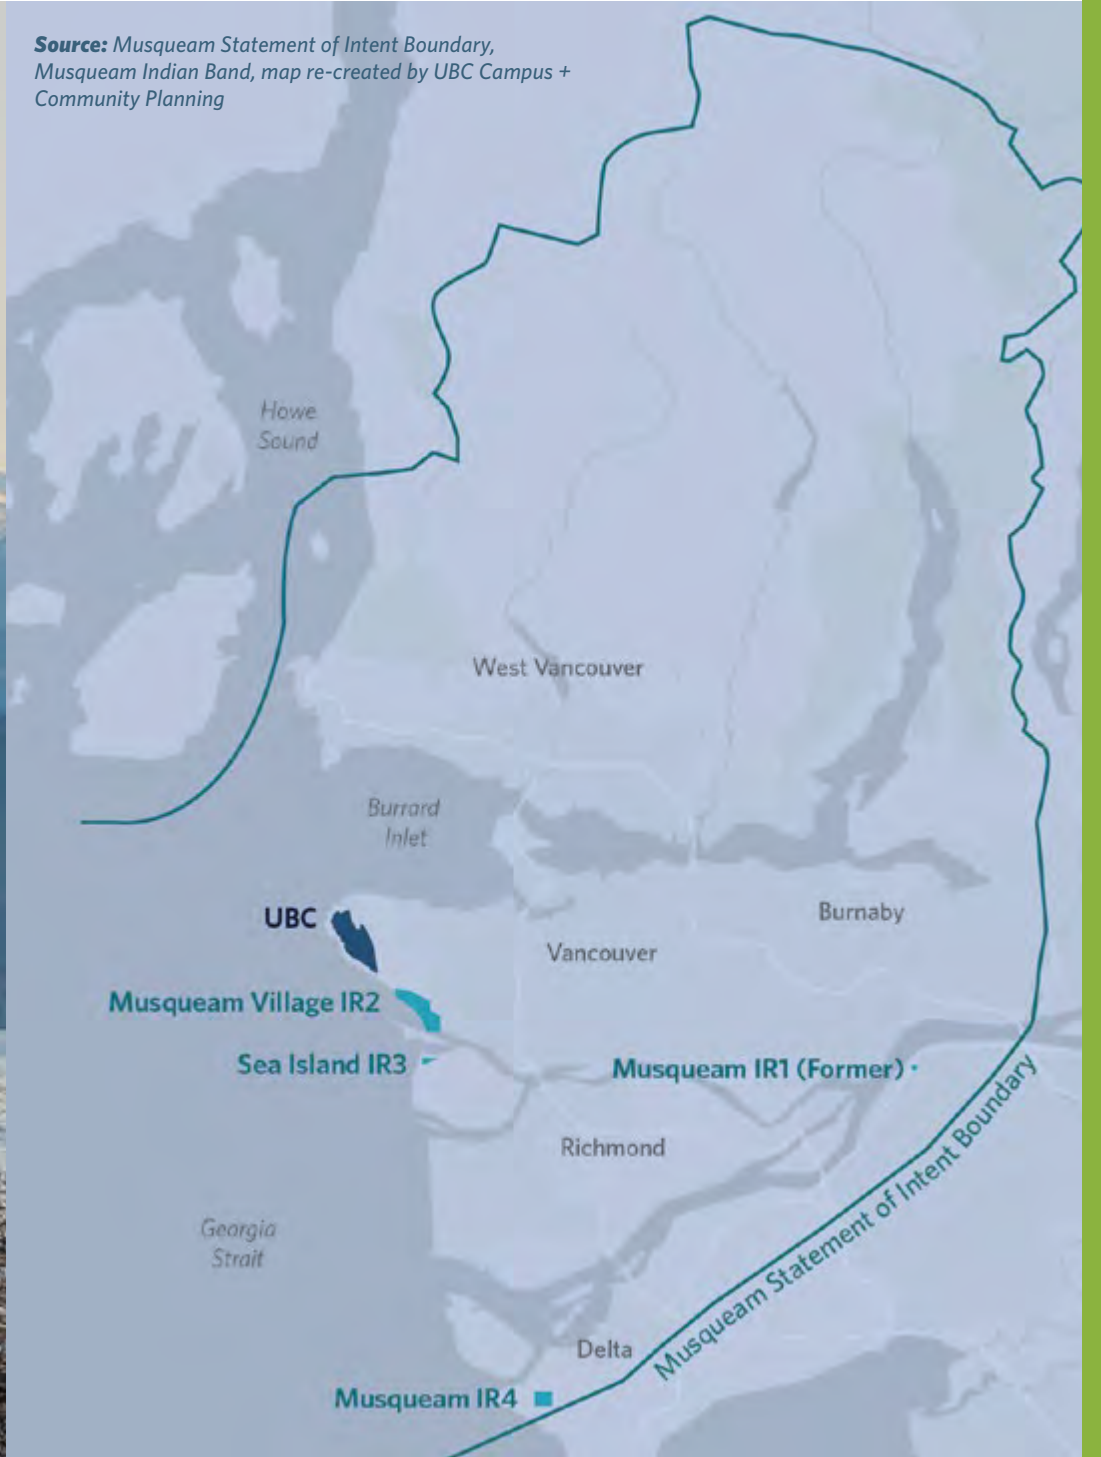 Source: Musqueam Statement of Intent Boundary,
Musqueam Indian Band, map re-created by UBC Campus +
Community Planning
Howe
Sound
West Vancouver
Burrard
Inlet
UBC
Burnaby
Vancouver
Musqueam Village IR2
Sea Island IR3
Musqueam IR1 (Former)
Richmond
Musqueam Statement of Intent Boundary
Georgia
Strait
Delta
Musqueam IR4